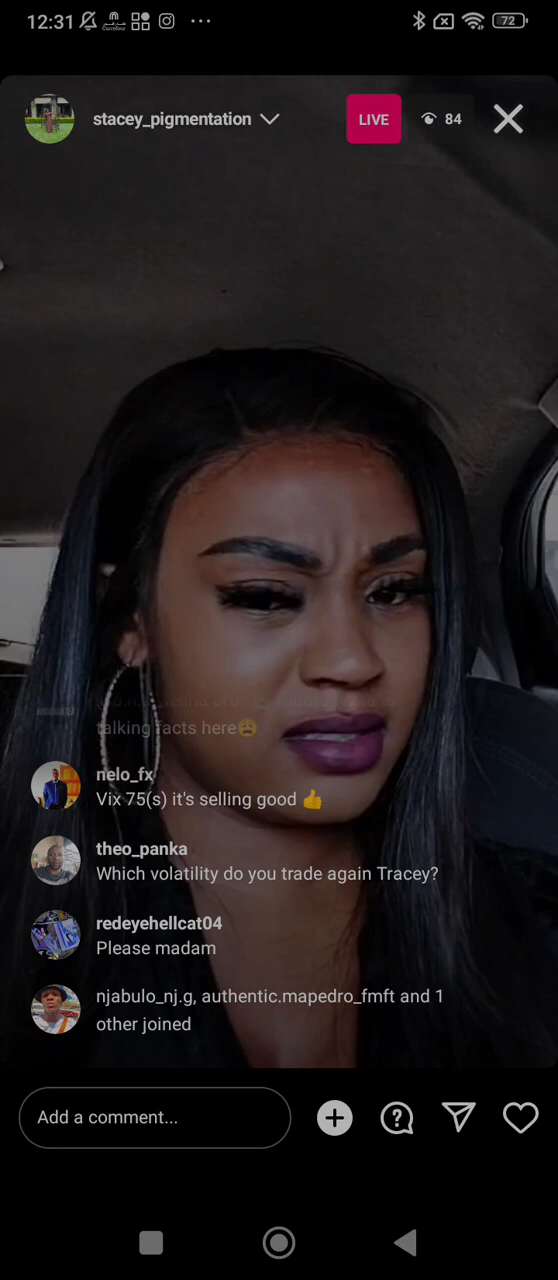 12:31
72
stacey_pigmentation
LIVE
84
talking facts here😩
nelo_fx
Vix 75(s) it's selling good 👍
theo_panka
Which volatility do you trade again Tracey?
redeyehellcat04
Please madam
njabulo_nj.g, authentic.mapedro_fmft and 1
other joined
Add a comment...